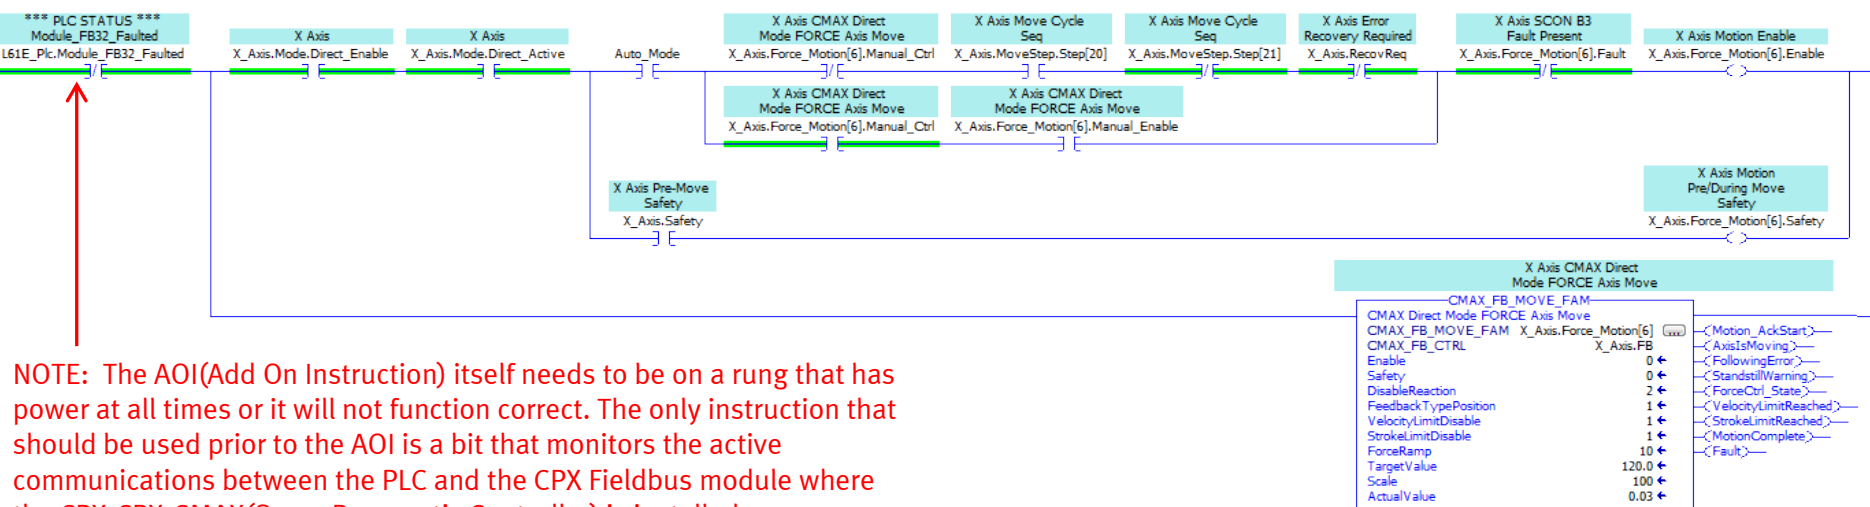 *** PLC STATUS ***
Module_FB32_Faulted
L61E_Plc.Module_FB32_Faulted
X Axis
X_Axis.Mode.Direct_Enable
X Axis
X_Axis.Mode.Direct_Active
Auto_Mode
X Axis CMAX Direct
Mode FORCE Axis Move
X_Axis.Force_Motion[6].Manual_Ctrl
X Axis Move Cycle
Seq
X_Axis.MoveStep.Step[20]
X Axis Move Cycle
Seq
X_Axis.MoveStep.Step[21]
X Axis Error
Recovery Required
X_Axis.RecovReq
X Axis SCON B3
Fault Present
X_Axis.Force_Motion[6].Fault
X Axis Motion Enable
X_Axis.Force_Motion[6].Enable
X Axis CMAX Direct
Mode FORCE Axis Move
X_Axis.Force_Motion[6].Manual_Ctrl
X Axis CMAX Direct
Mode FORCE Axis Move
X_Axis.Force_Motion[6].Manual_Enable
X Axis Pre-Move
Safety
X_Axis.Safety
X Axis Motion
Pre/During Move
Safety
X_Axis.Force_Motion[6].Safety
X Axis CMAX Direct
Mode FORCE Axis Move
CMAX_FB_MOVE_FAM
CMAX Direct Mode FORCE Axis Move
CMAX_FB_MOVE_FAM X_Axis.Force_Motion[6] ...
CMAX_FB_CTRL X_Axis.FB
Enable 0
Safety 0
DisableReaction 2
FeedbackTypePosition 1
VelocityLimitDisable 1
StrokeLimitDisable 1
ForceRamp 10
TargetValue 120.0
Scale 100
ActualValue 0.03
Motion_AckStart
AxisIsMoving
FollowingError
StandstillWarning
ForceCtrl_State
VelocityLimitReached
StrokeLimitReached
MotionComplete
Fault
NOTE: The AOI(Add On Instruction) itself needs to be on a rung that has
power at all times or it will not function correct. The only instruction that
should be used prior to the AOI is a bit that monitors the active
communications between the PLC and the CPX Fieldbus module where